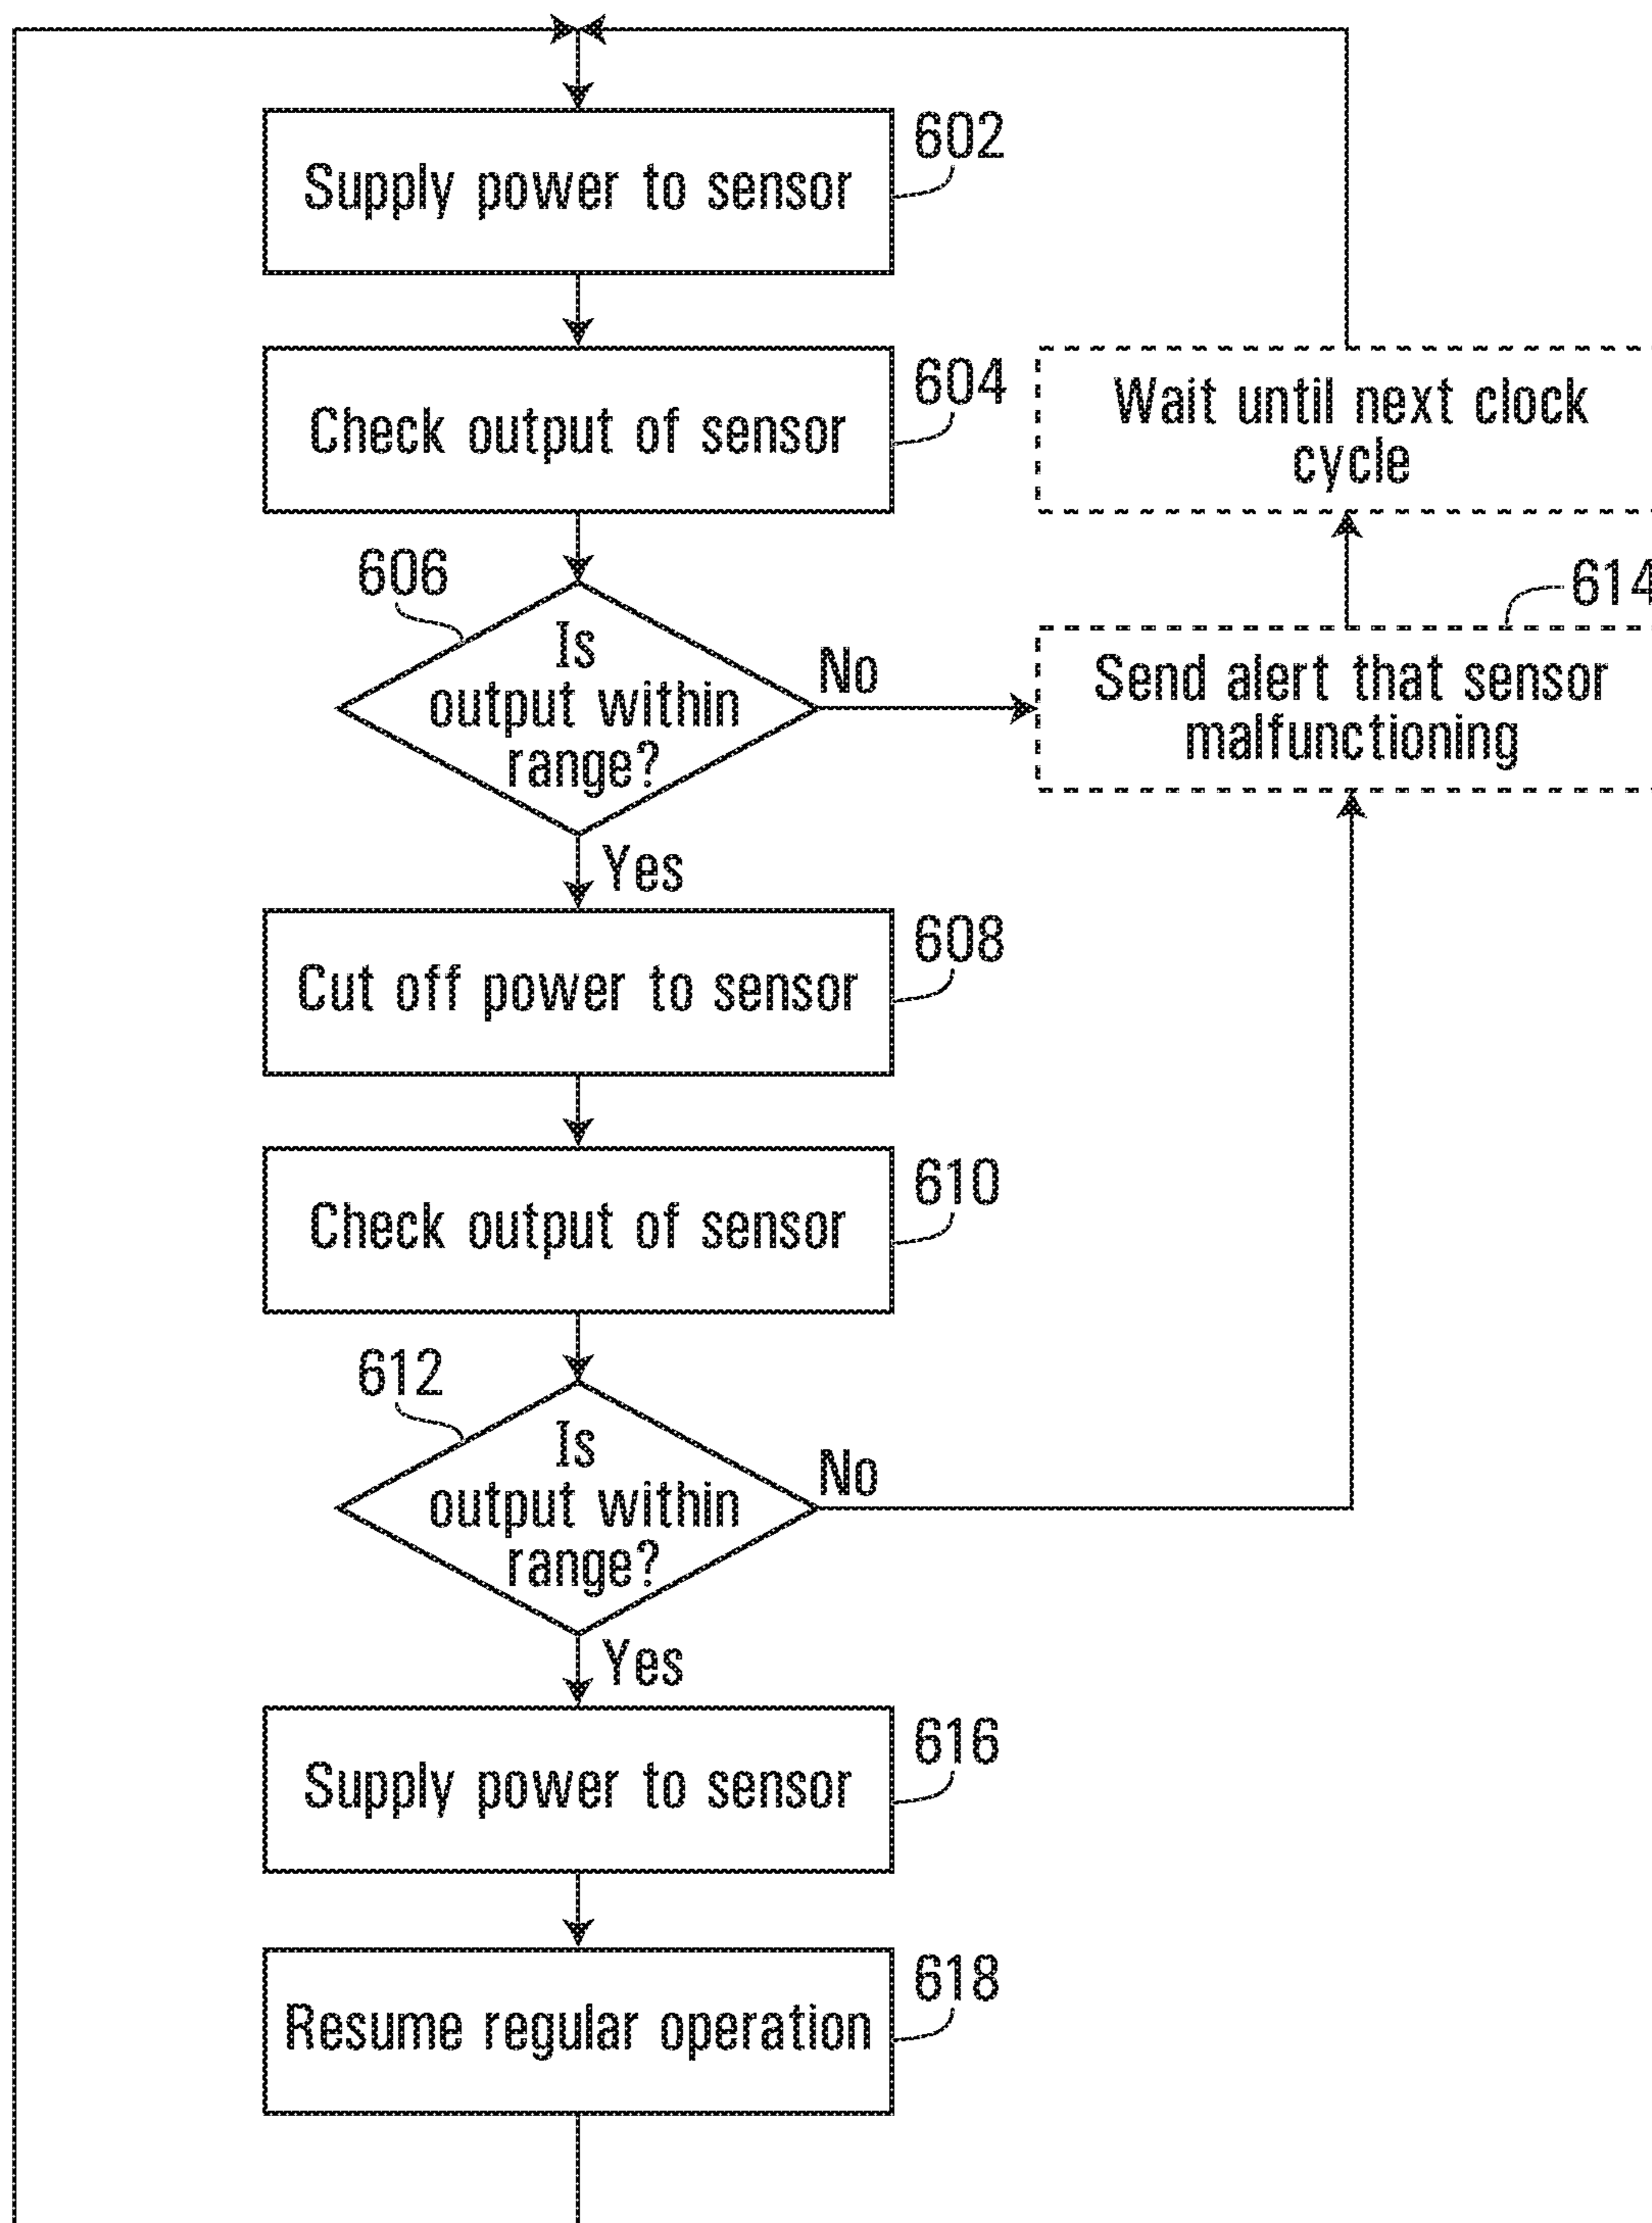 602
Supply power to sensor
604
Check output of sensor
Wait until next clock
cycle
606
614
Is
output within
range?
No
Send alert that sensor
malfunctioning
Yes
608
Cut off power to sensor
610
Check output of sensor
612
Is
output within
range?
No
Yes
616
Supply power to sensor
618
Resume regular operation